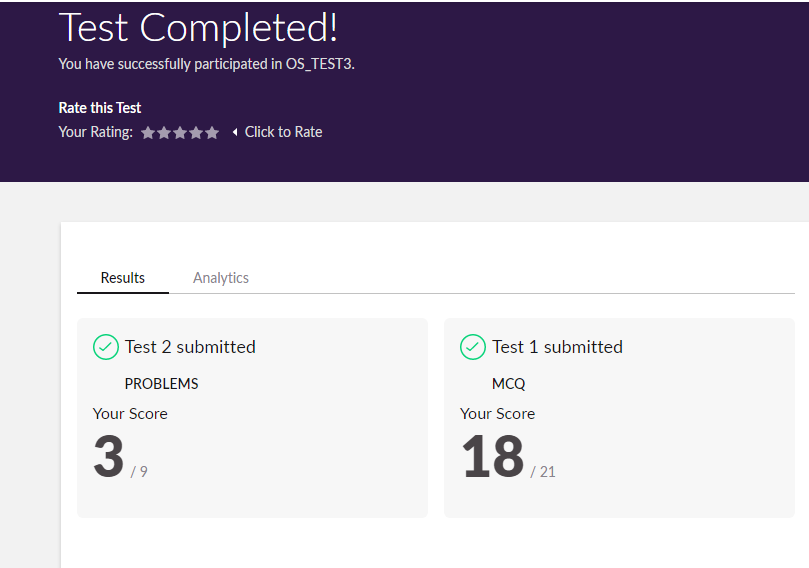 Test Completed!
You have successfully participated in OS_TEST3.
Rate this Test
Your Rating: Click to Rate
Results Analytics
Test 2 submitted
PROBLEMS
Your Score
3 / 9
Test 1 submitted
MCQ
Your Score
18 / 21